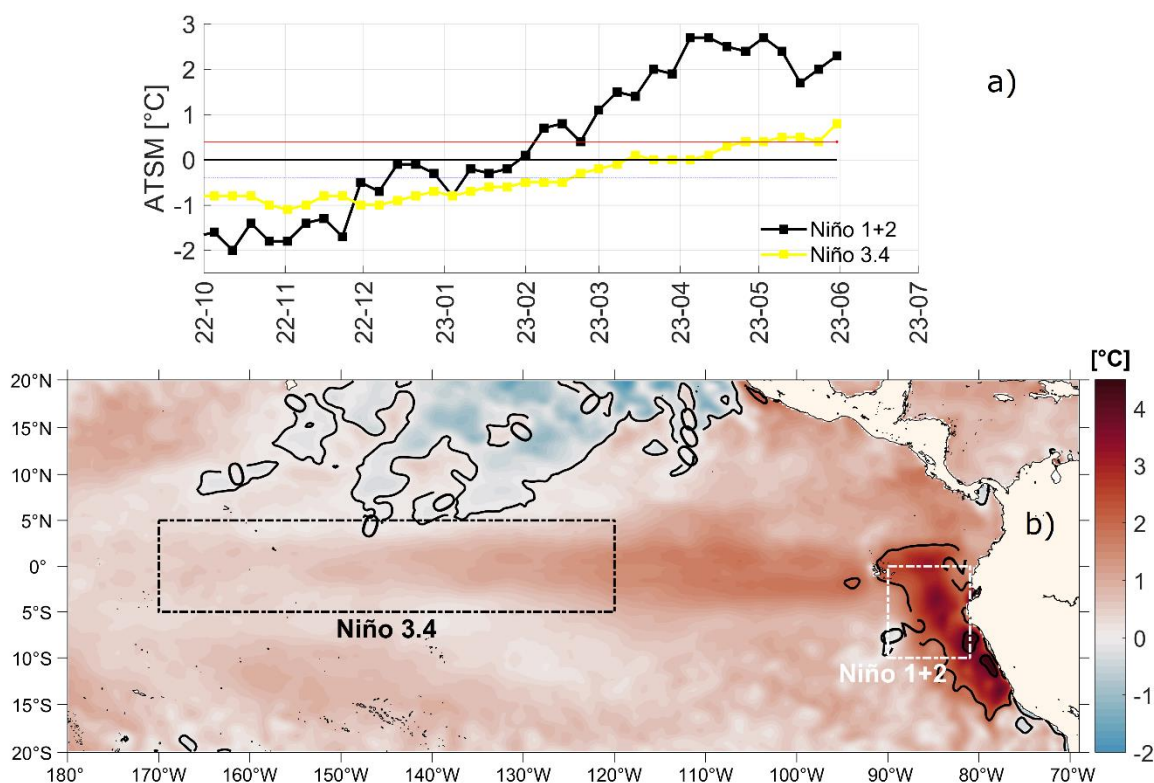 a)
ATSM [°C]
3
2
1
0
-1
-2
Niño 1+2
Niño 3.4
22-10
22-11
22-12
23-01
23-02
23-03
23-04
23-05
23-06
23-07
[°C]
20°N
15°N
10°N
5°N
0°
5°S
10°S
15°S
20°S
b)
Niño 3.4
Niño 1+2
4
3
2
1
0
-1
-2
180°
170°W
160°W
150°W
140°W
130°W
120°W
110°W
100°W
90°W
80°W
70°W